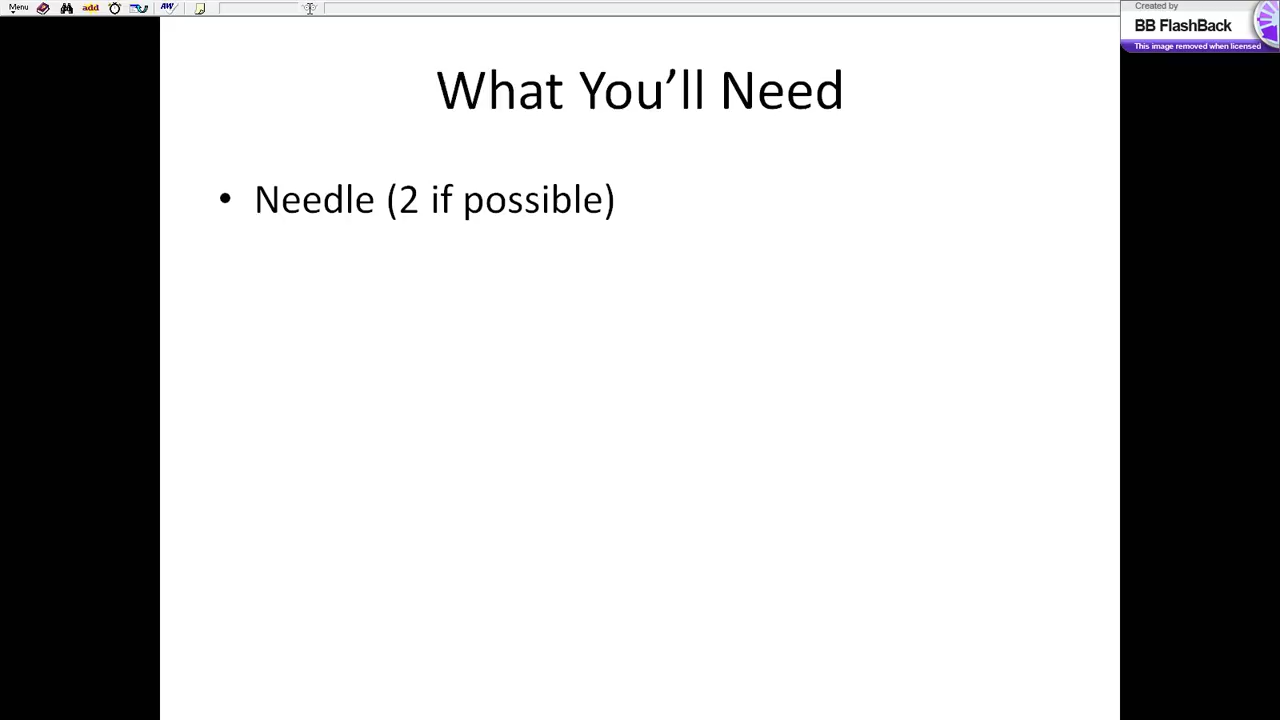 Menu add AW
Created by
BB FlashBack
This image removed when licensed
What You’ll Need
• Needle (2 if possible)